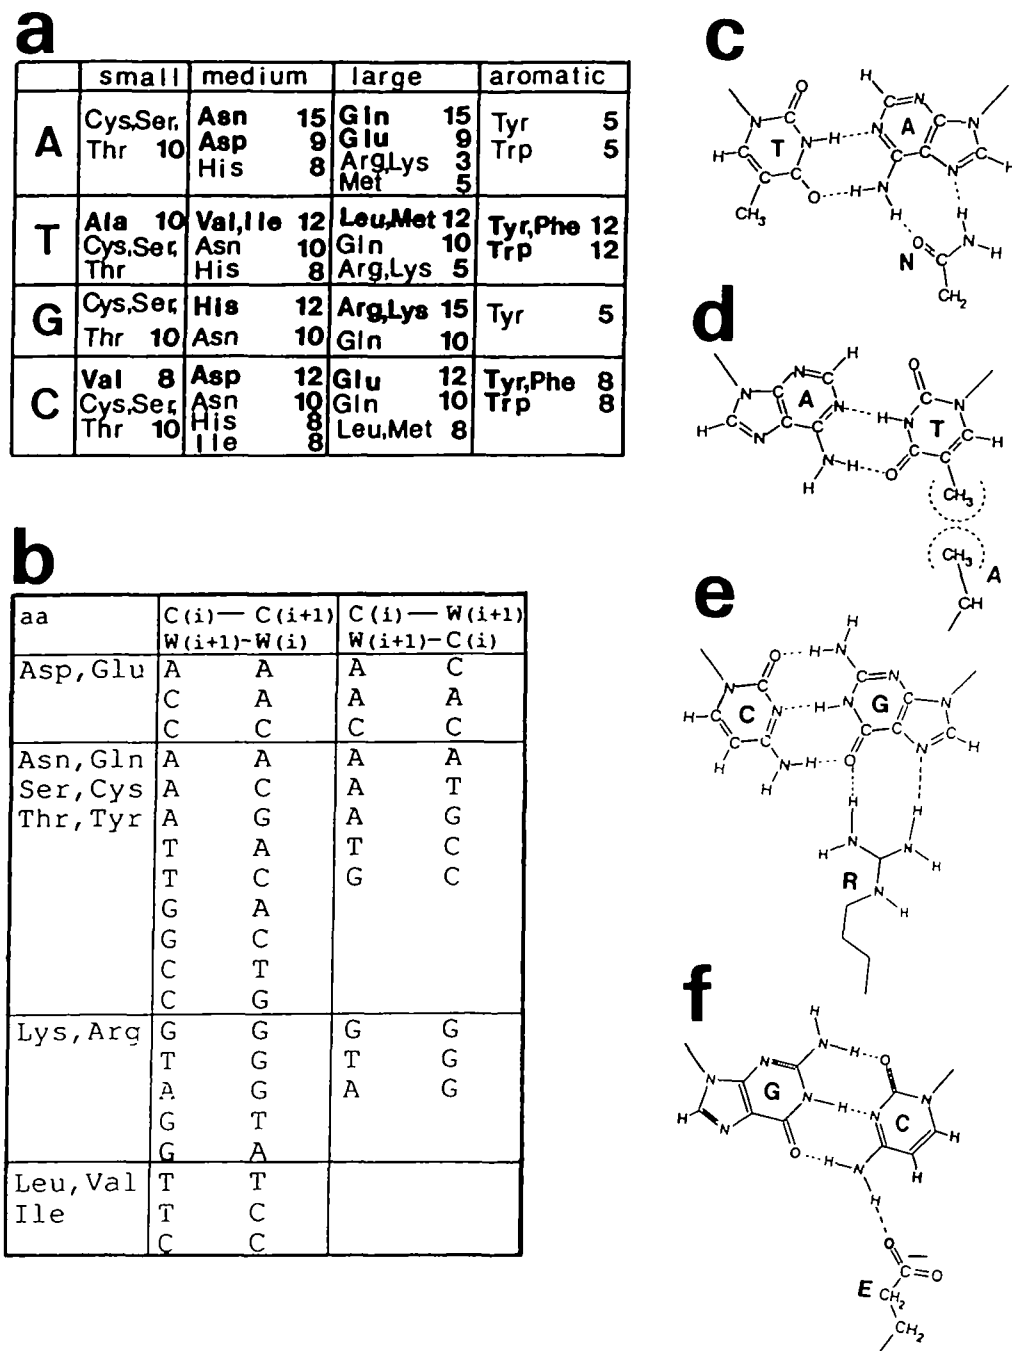 a
small medium large aromatic
A Cys,Ser, Asn 15 Gln 15 Tyr 5
Thr 10 Asp 9 Glu 9 Trp 5
His 8 Arg,Lys 3
Met 5
T Ala 10 Val,Ile 12 Leu,Met 12 Tyr,Phe 12
Cys,Ser, Asn 10 Gln 10 Trp 12
Thr His 8 Arg,Lys 5
G Cys,Ser, His 12 Arg,Lys 15 Tyr 5
Thr 10 Asn 10 Gln 10
C Val 8 Asp 12 Glu 12 Tyr,Phe 8
Cys,Ser, Asn 10 Gln 10 Trp 8
Thr 10 His 8 Leu,Met 8
Ile 8
b
aa C(i)— C(i+1) C(i)— W(i+1)
W(i+1)-W(i) W(i+1)-C(i)
Asp,Glu A A A C
C A A A
C C C C
Asn,Gln A A A A
Ser,Cys A C A T
Thr,Tyr A G A G
T A T C
T C G C
G A
G C
C T
C G
Lys,Arg G G G G
T G T G
A G A G
G T
G A
Leu,Val T T
Ile T C
C C
c
H
O C N
N C C A C N
T N H N
H C C C C C H
C C N
O H N
CH3 H H
O N H
N C
CH2
d
H
N C O
N C A N H N C N
H C C C T C H
N C C
N H O
H CH3
CH3 A
CH
e
H
O H N
N C C N
C N H N G C N
H C C C C
C N H O N H
H H
H H
H N N H
R N
H
f
H
N H O
N C
N C G N H N C N
H C C C C C H
N O H N C
H H
O
C O
E CH2
CH2